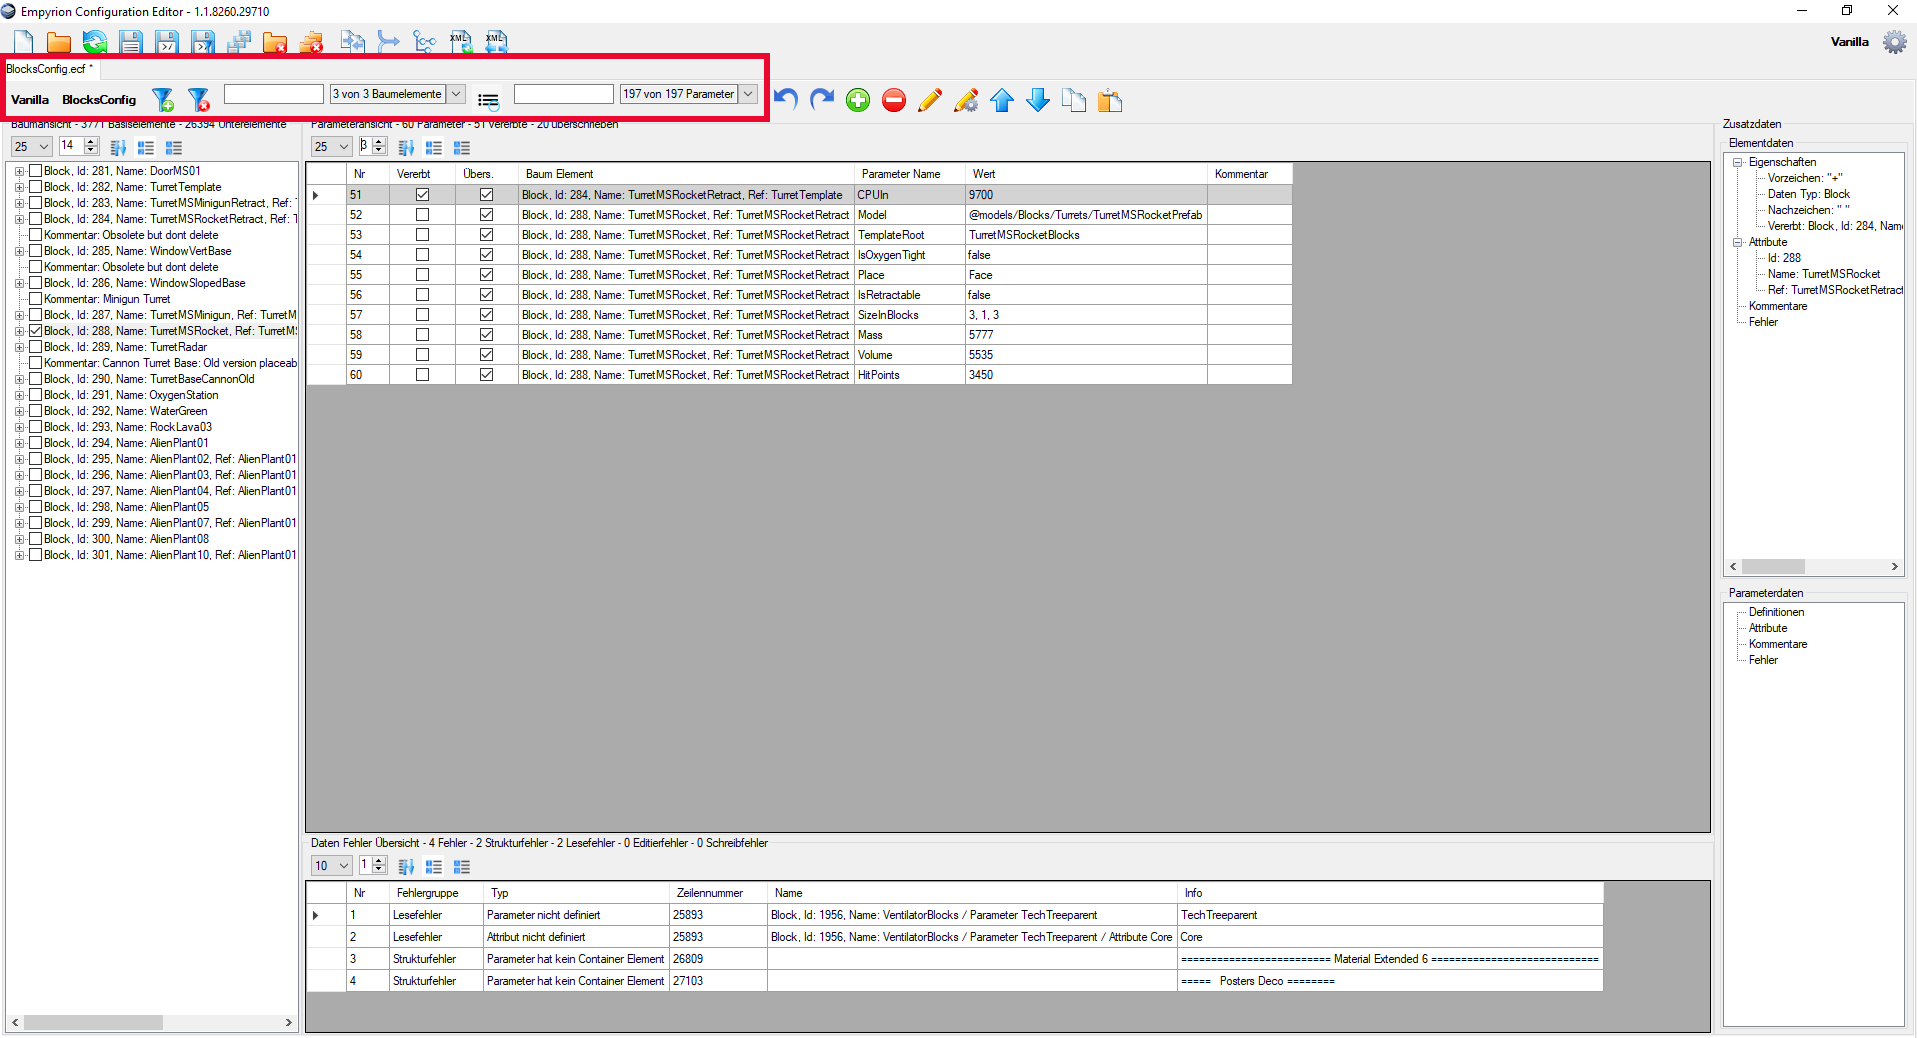 Empyrion Configuration Editor - 1.1.8260.29710
XML XML
Vanilla
BlocksConfig.ecf *
Vanilla BlocksConfig 3 von 3 Baumelemente 197 von 197 Parameter
Baumansicht - 3771 Basiselemente - 26394 Unterelemente
25 14
Block, Id: 281, Name: DoorMS01
Block, Id: 282, Name: TurretTemplate
Block, Id: 283, Name: TurretMSMinigunRetract, Ref: T
Block, Id: 284, Name: TurretMSRocketRetract, Ref: T
Kommentar: Obsolete but dont delete
Block, Id: 285, Name: WindowVertBase
Kommentar: Obsolete but dont delete
Block, Id: 286, Name: WindowSlopedBase
Kommentar: Minigun Turret
Block, Id: 287, Name: TurretMSMinigun, Ref: TurretM
Block, Id: 288, Name: TurretMSRocket, Ref: TurretMS
Block, Id: 289, Name: TurretRadar
Kommentar: Cannon Turret Base: Old version placeab
Block, Id: 290, Name: TurretBaseCannonOld
Block, Id: 291, Name: OxygenStation
Block, Id: 292, Name: WaterGreen
Block, Id: 293, Name: RockLava03
Block, Id: 294, Name: AlienPlant01
Block, Id: 295, Name: AlienPlant02, Ref: AlienPlant01
Block, Id: 296, Name: AlienPlant03, Ref: AlienPlant01
Block, Id: 297, Name: AlienPlant04, Ref: AlienPlant01
Block, Id: 298, Name: AlienPlant05
Block, Id: 299, Name: AlienPlant07, Ref: AlienPlant01
Block, Id: 300, Name: AlienPlant08
Block, Id: 301, Name: AlienPlant10, Ref: AlienPlant01
Parameteransicht - 60 Parameter - 51 vererbte - 20 überschrieben
25 3
Nr Vererbt Übers. Baum Element Parameter Name Wert Kommentar
51 Block, Id: 284, Name: TurretMSRocketRetract, Ref: TurretTemplate CPUIn 9700
52 Block, Id: 288, Name: TurretMSRocket, Ref: TurretMSRocketRetract Model @models/Blocks/Turrets/TurretMSRocketPrefab
53 Block, Id: 288, Name: TurretMSRocket, Ref: TurretMSRocketRetract TemplateRoot TurretMSRocketBlocks
54 Block, Id: 288, Name: TurretMSRocket, Ref: TurretMSRocketRetract IsOxygenTight false
55 Block, Id: 288, Name: TurretMSRocket, Ref: TurretMSRocketRetract Place Face
56 Block, Id: 288, Name: TurretMSRocket, Ref: TurretMSRocketRetract IsRetractable false
57 Block, Id: 288, Name: TurretMSRocket, Ref: TurretMSRocketRetract SizeInBlocks 3, 1, 3
58 Block, Id: 288, Name: TurretMSRocket, Ref: TurretMSRocketRetract Mass 5777
59 Block, Id: 288, Name: TurretMSRocket, Ref: TurretMSRocketRetract Volume 5535
60 Block, Id: 288, Name: TurretMSRocket, Ref: TurretMSRocketRetract HitPoints 3450
Daten Fehler Übersicht - 4 Fehler - 2 Strukturfehler - 2 Lesefehler - 0 Editierfehler - 0 Schreibfehler
10 1
Nr Fehlergruppe Typ Zeilennummer Name Info
1 Lesefehler Parameter nicht definiert 25893 Block, Id: 1956, Name: VentilatorBlocks / Parameter TechTreeparent TechTreeparent
2 Lesefehler Attribut nicht definiert 25893 Block, Id: 1956, Name: VentilatorBlocks / Parameter TechTreeparent / Attribute Core Core
3 Strukturfehler Parameter hat kein Container Element 26809 ========================= Material Extended 6 ============================
4 Strukturfehler Parameter hat kein Container Element 27103 ===== Posters Deco ========
Zusatzdaten
Elementdaten
Eigenschaften
Vorzeichen: "+"
Daten Typ: Block
Nachzeichen: " "
Vererbt: Block, Id: 284, Name
Attribute
Id: 288
Name: TurretMSRocket
Ref: TurretMSRocketRetract
Kommentare
Fehler
Parameterdaten
Definitionen
Attribute
Kommentare
Fehler